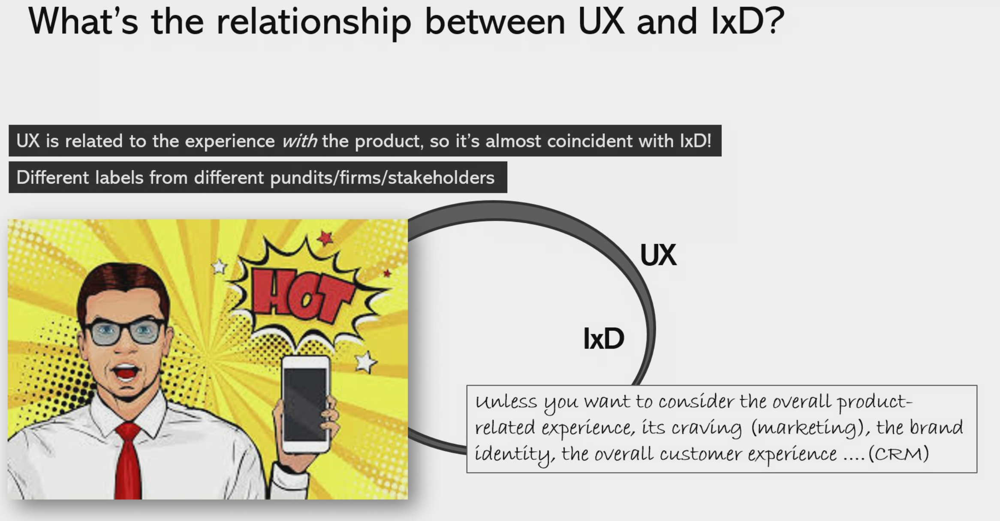 What’s the relationship between UX and IxD?
UX is related to the experience with the product, so it’s almost coincident with IxD!
Different labels from different pundits/firms/stakeholders
HOT
UX
IxD
Unless you want to consider the overall product-
related experience, its craving (marketing), the brand
identity, the overall customer experience ....(CRM)